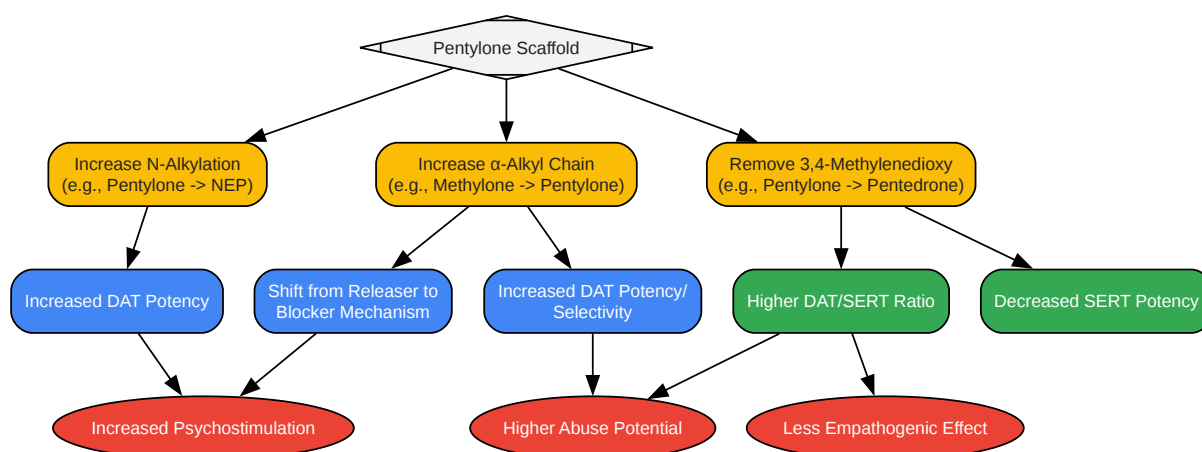 Pentylone Scaffold
Increase N-Alkylation
(e.g., Pentylone -> NEP)
Increase α-Alkyl Chain
(e.g., Methylone -> Pentylone)
Remove 3,4-Methylenedioxy
(e.g., Pentylone -> Pentedrone)
Increased DAT Potency
Shift from Releaser to
Blocker Mechanism
Increased DAT Potency/
Selectivity
Higher DAT/SERT Ratio
Decreased SERT Potency
Increased Psychostimulation
Higher Abuse Potential
Less Empathogenic Effect